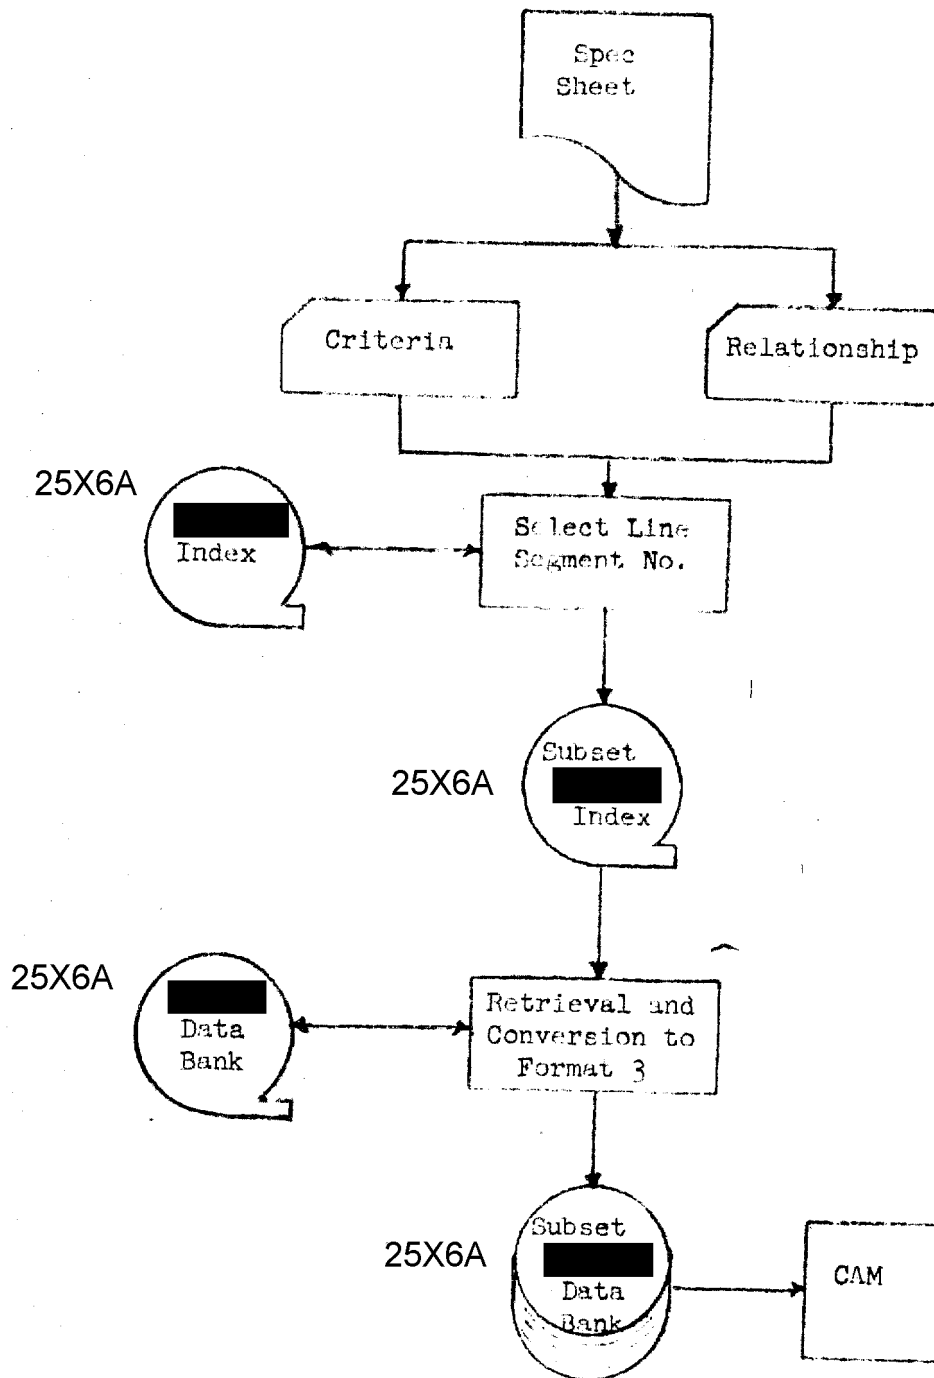 Spec
Sheet
Criteria
Relationship
25X6A
Index
Select Line
Segment No.
25X6A
Subset
Index
25X6A
Data
Bank
Retrieval and
Conversion to
Format 3
25X6A
Subset
Data
Bank
CAM